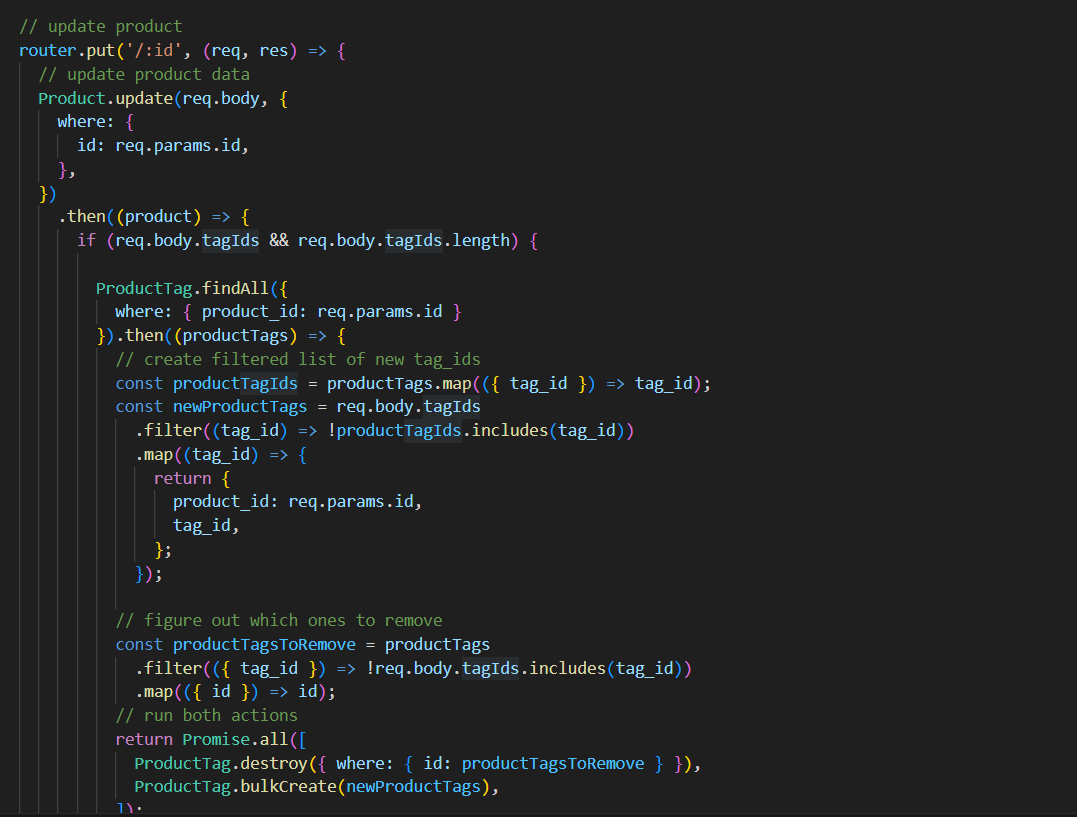 // update product
router.put('/:id', (req, res) => {
  // update product data
  Product.update(req.body, {
    where: {
      id: req.params.id,
    },
  })
    .then((product) => {
      if (req.body.tagIds && req.body.tagIds.length) {

        ProductTag.findAll({
          where: { product_id: req.params.id }
        }).then((productTags) => {
          // create filtered list of new tag_ids
          const productTagIds = productTags.map(({ tag_id }) => tag_id);
          const newProductTags = req.body.tagIds
            .filter((tag_id) => !productTagIds.includes(tag_id))
            .map((tag_id) => {
              return {
                product_id: req.params.id,
                tag_id,
              };
            });

          // figure out which ones to remove
          const productTagsToRemove = productTags
            .filter(({ tag_id }) => !req.body.tagIds.includes(tag_id))
            .map(({ id }) => id);
          // run both actions
          return Promise.all([
            ProductTag.destroy({ where: { id: productTagsToRemove } }),
            ProductTag.bulkCreate(newProductTags),
          ]);